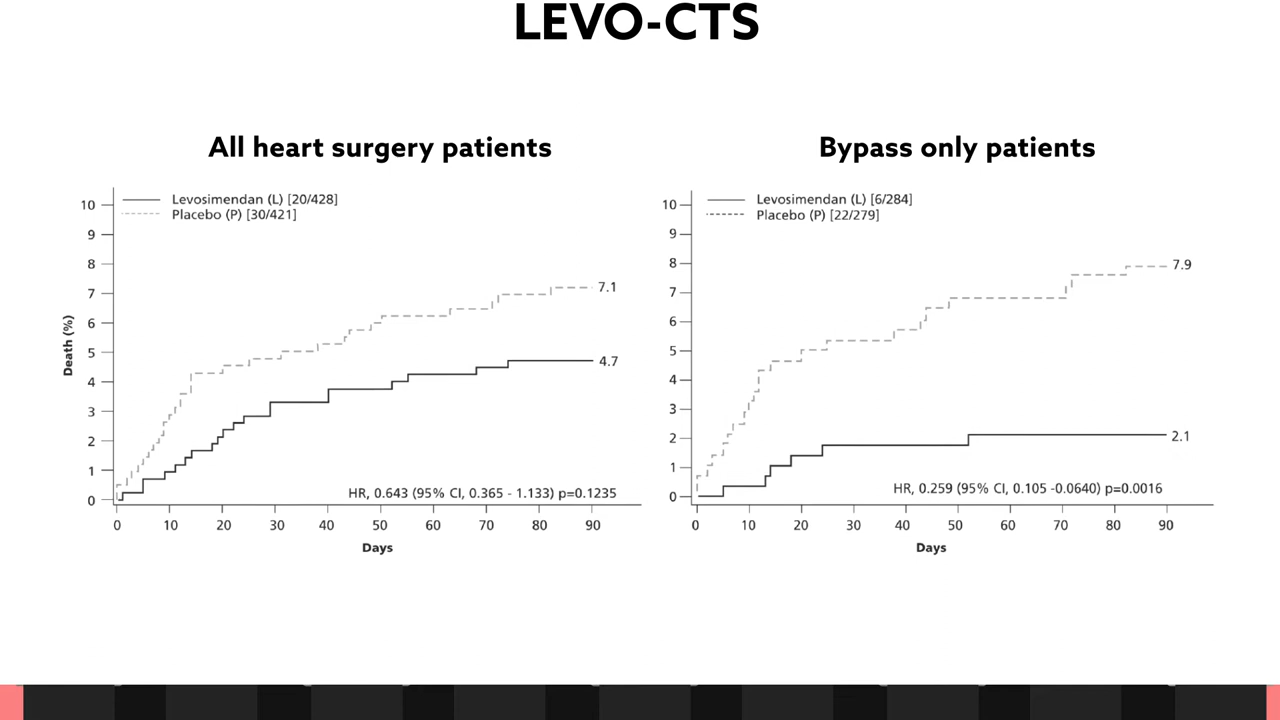 LEVO-CTS
All heart surgery patients
Levosimendan (L) [20/428]
Placebo (P) [30/421]
10
9
8
7
6
5
4
3
2
1
0
Death (%)
7.1
4.7
HR, 0.643 (95% CI, 0.365 - 1.133) p=0.1235
0 10 20 30 40 50 60 70 80 90
Days
Bypass only patients
Levosimendan (L) [6/284]
Placebo (P) [22/279]
10
9
8
7
6
5
4
3
2
1
0
7.9
2.1
HR, 0.259 (95% CI, 0.105 -0.0640) p=0.0016
0 10 20 30 40 50 60 70 80 90
Days